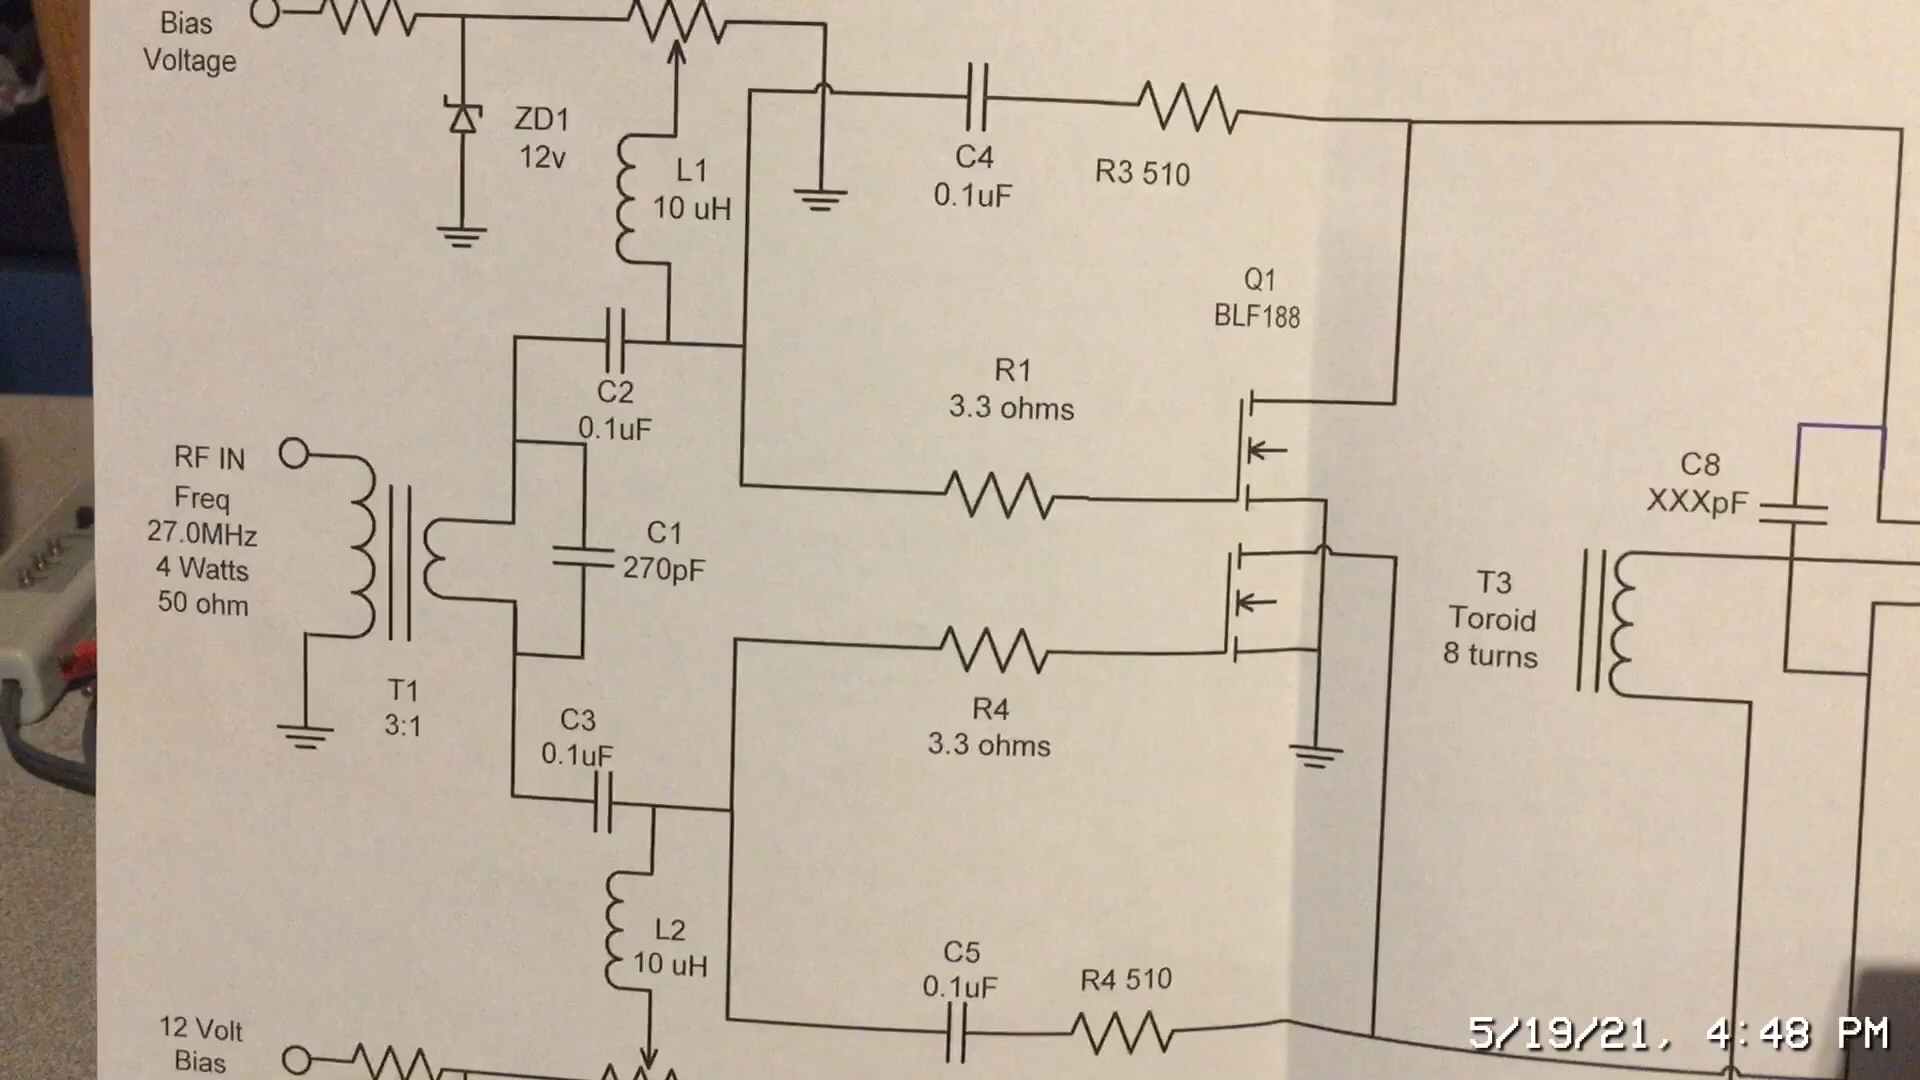 Bias
Voltage
ZD1
12v
L1
10 uH
C4
0.1uF
R3 510
Q1
BLF188
C2
0.1uF
R1
3.3 ohms
RF IN
Freq
27.0MHz
4 Watts
50 ohm
C1
270pF
T1
3:1
C8
XXXpF
T3
Toroid
8 turns
C3
0.1uF
R4
3.3 ohms
L2
10 uH
C5
0.1uF
R4 510
12 Volt
Bias
5/19/21, 4:48 PM